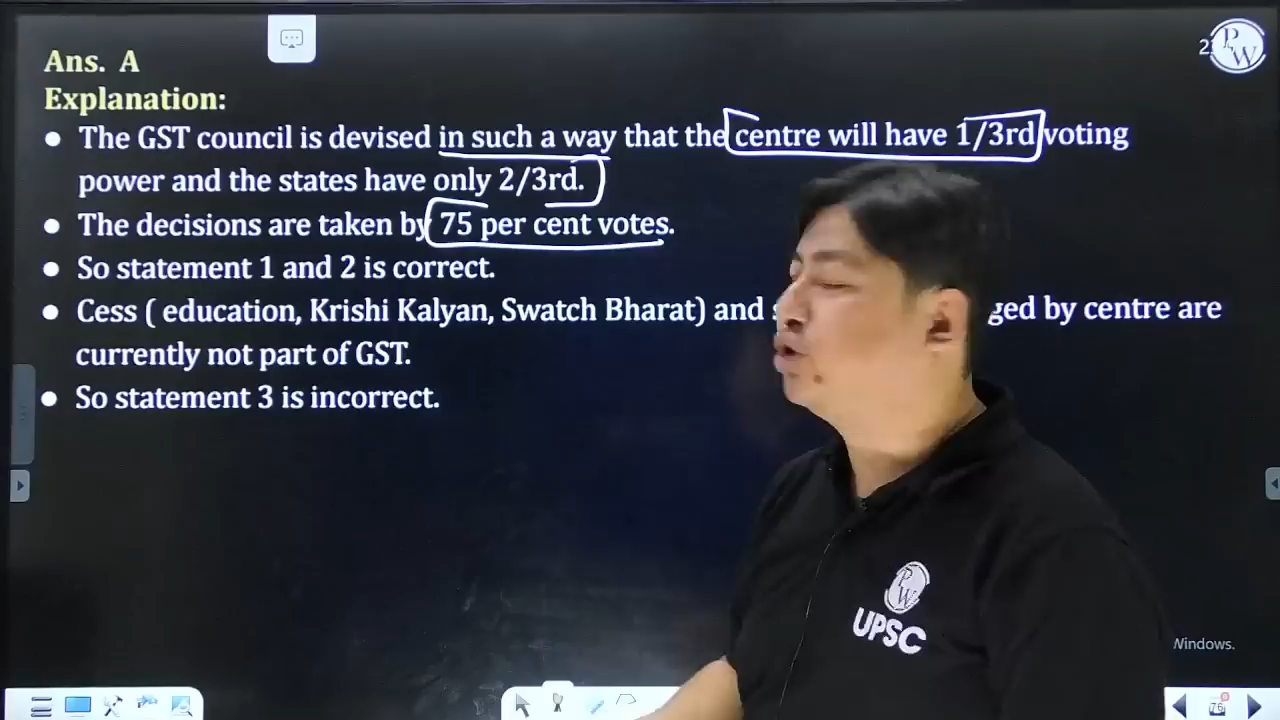 Ans. A
Explanation:
• The GST council is devised in such a way that the centre will have 1/3rd voting
power and the states have only 2/3rd.
• The decisions are taken by 75 per cent votes.
• So statement 1 and 2 is correct.
• Cess ( education, Krishi Kalyan, Swatch Bharat) and ged by centre are
currently not part of GST.
• So statement 3 is incorrect.
PW
PW
UPSC
Windows.
76